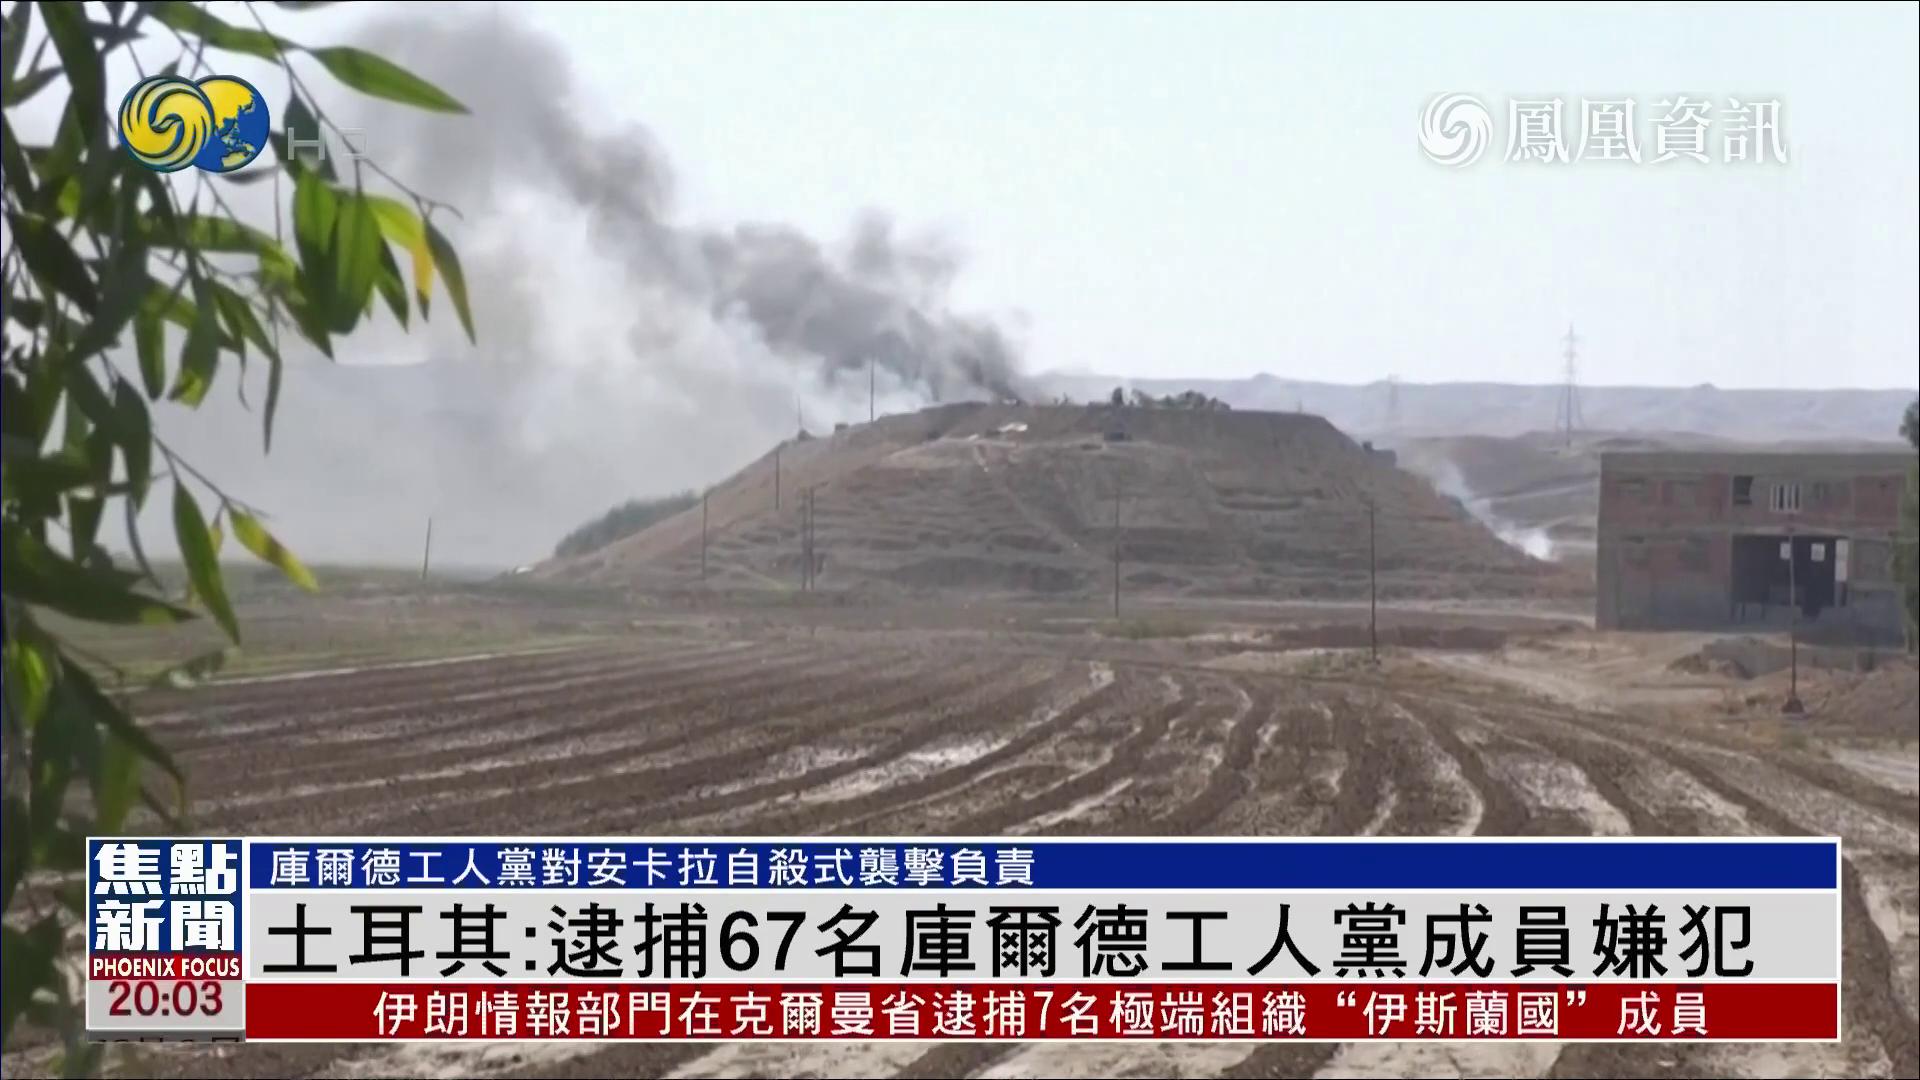 HD
鳳凰資訊
庫爾德工人黨對安卡拉自殺式襲擊負責
焦點
新聞
土耳其:逮捕67名庫爾德工人黨成員嫌犯
PHOENIX FOCUS
20:03
伊朗情報部門在克爾曼省逮捕7名極端組織“伊斯蘭國”成員